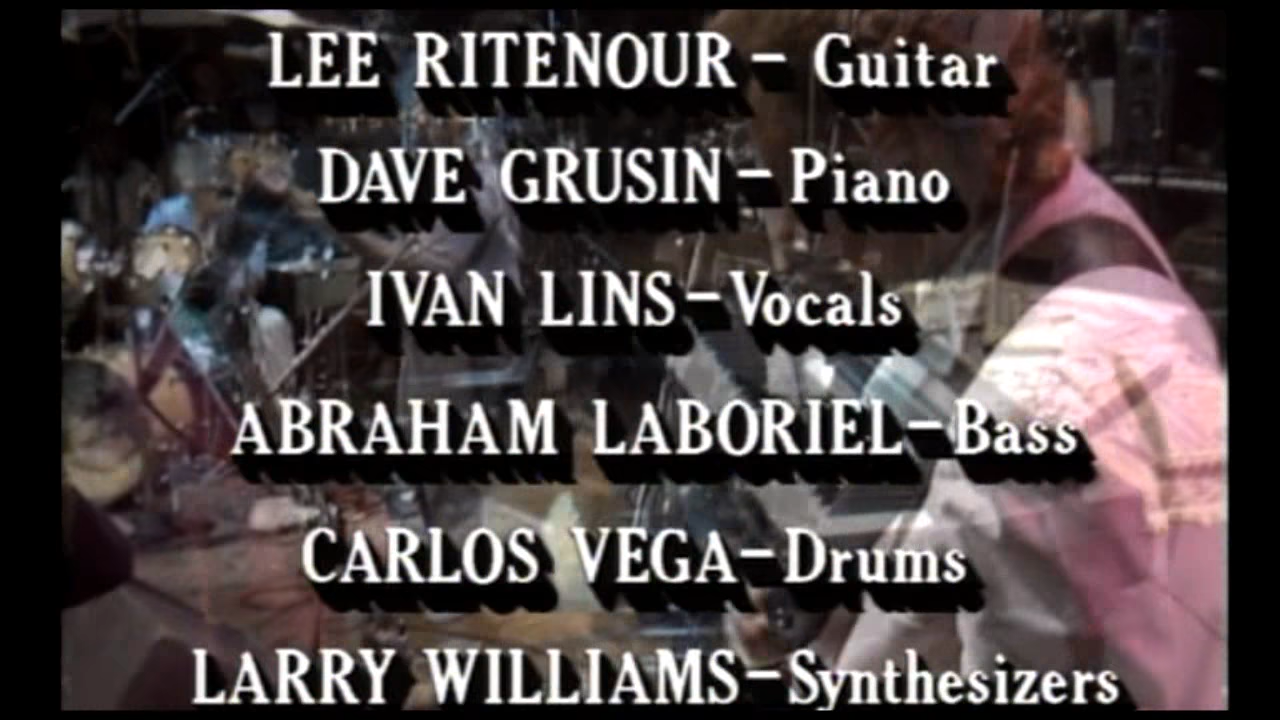 LEE RITENOUR – Guitar
DAVE GRUSIN – Piano
IVAN LINS – Vocals
ABRAHAM LABORIEL – Bass
CARLOS VEGA – Drums
LARRY WILLIAMS – Synthesizers